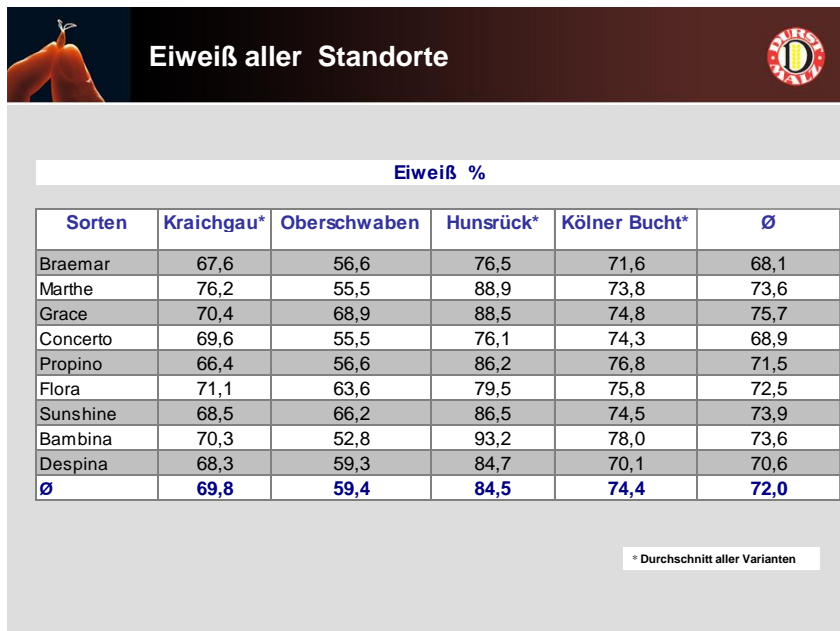 Eiweiß aller Standorte
DURST
D
MALZ
Eiweiß %
Sorten Kraichgau* Oberschwaben Hunsrück* Kölner Bucht* Ø
Braemar 67,6 56,6 76,5 71,6 68,1
Marthe 76,2 55,5 88,9 73,8 73,6
Grace 70,4 68,9 88,5 74,8 75,7
Concerto 69,6 55,5 76,1 74,3 68,9
Propino 66,4 56,6 86,2 76,8 71,5
Flora 71,1 63,6 79,5 75,8 72,5
Sunshine 68,5 66,2 86,5 74,5 73,9
Bambina 70,3 52,8 93,2 78,0 73,6
Despina 68,3 59,3 84,7 70,1 70,6
Ø 69,8 59,4 84,5 74,4 72,0
* Durchschnitt aller Varianten